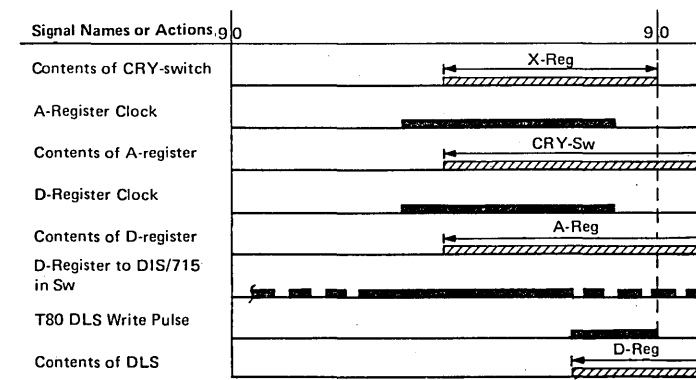 Signal Names or Actions 9 0 9 0
Contents of CRY-switch X-Reg
A-Register Clock
Contents of A-register CRY-Sw
D-Register Clock
Contents of D-register A-Reg
D-Register to DIS/715
in Sw
T80 DLS Write Pulse
Contents of DLS D-Reg